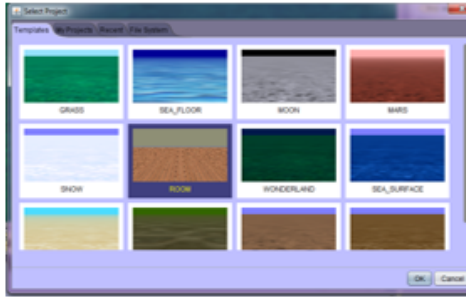 Select Project
Templates My Projects Recent File System
GRASS SEA_FLOOR MOON MARS
SNOW ROOM WONDERLAND SEA_SURFACE
OK Cancel